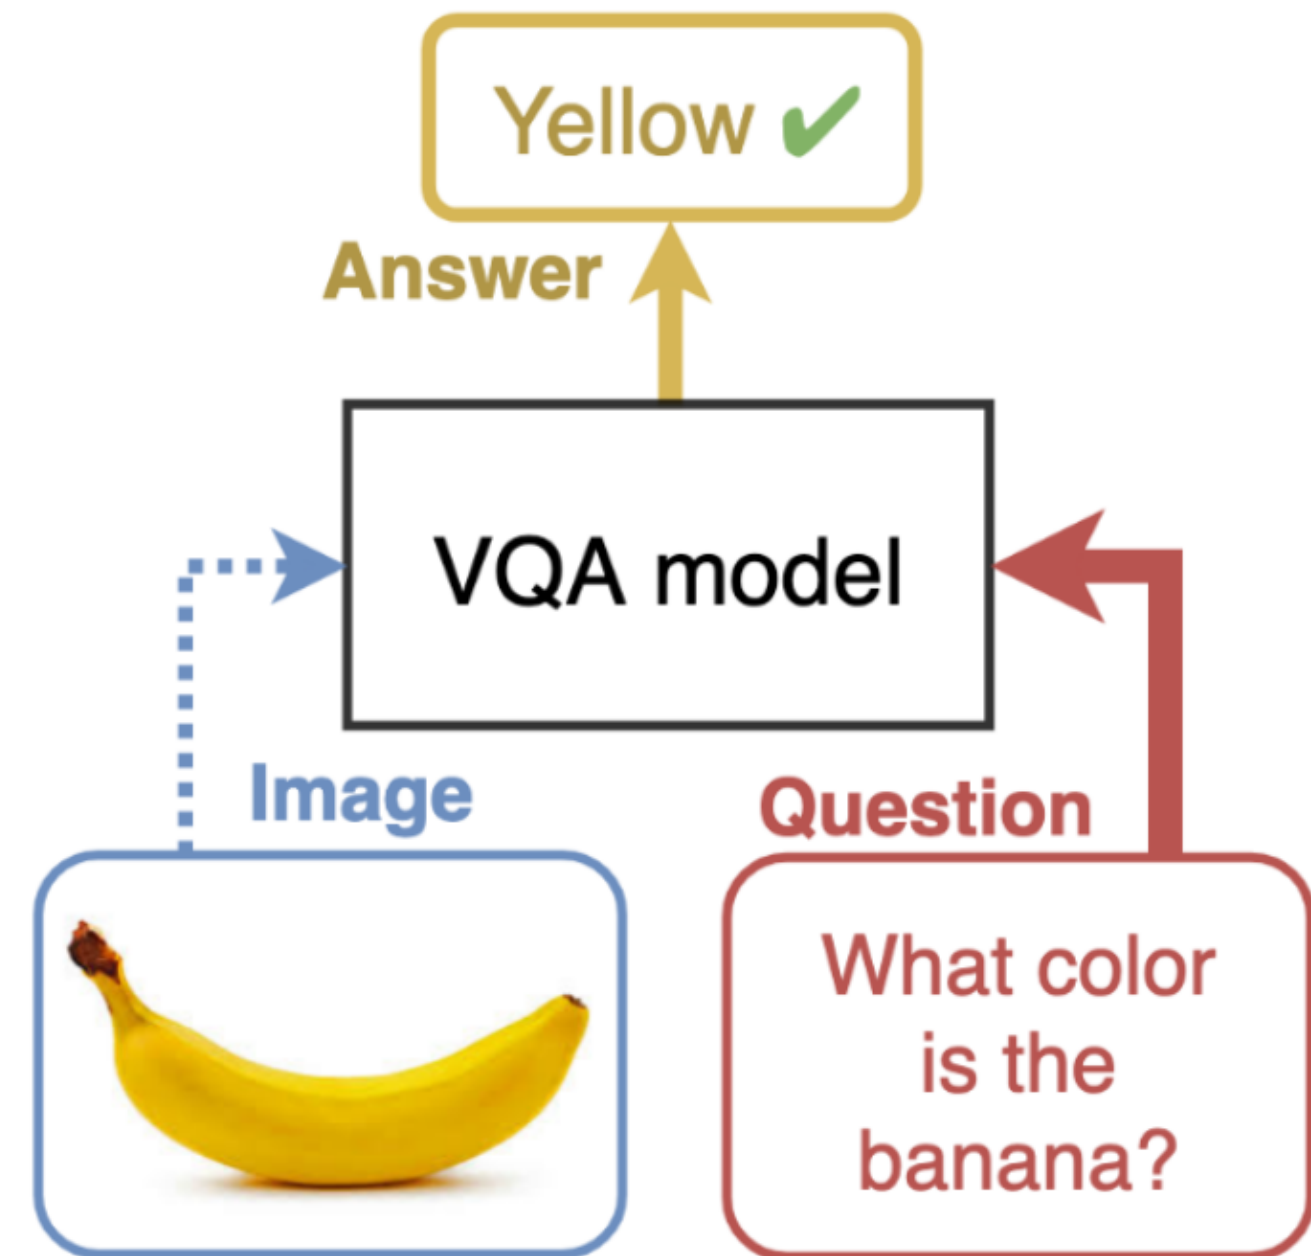 Yellow ✔
Answer
VQA model
Image
Question
What color
is the
banana?